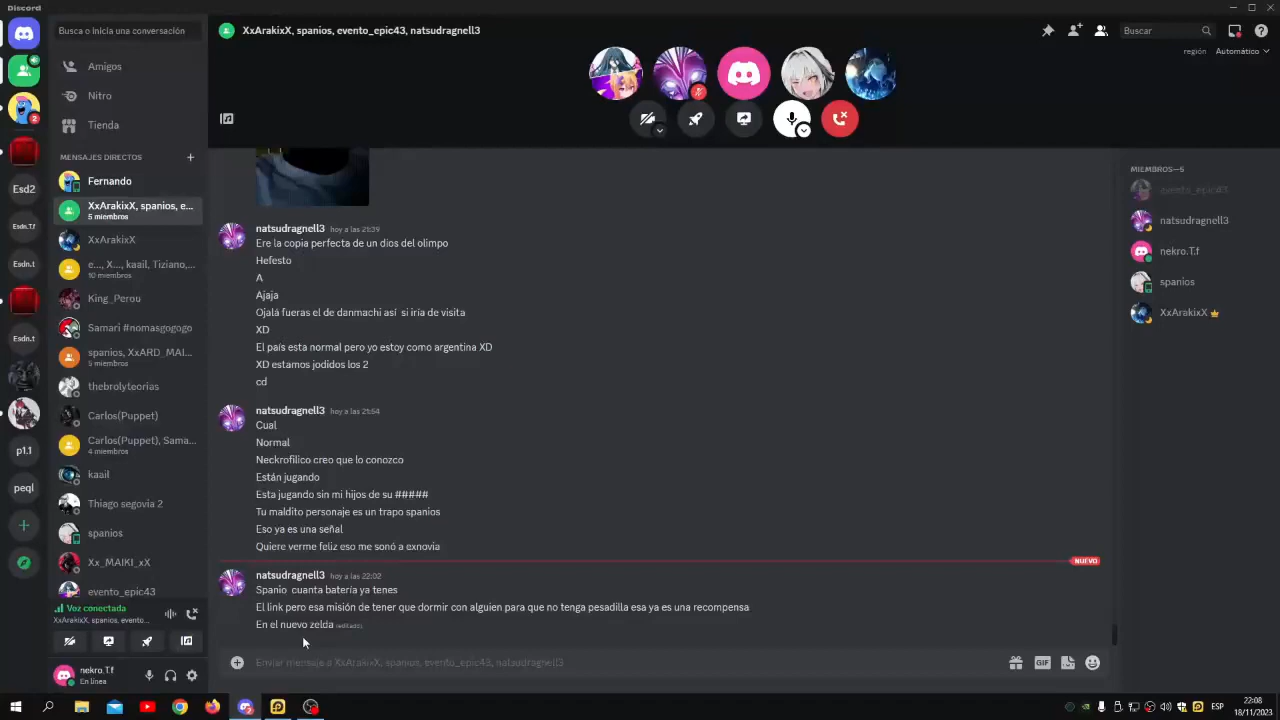 Discord
Busca o inicia una conversación
XxArakixX, spanios, evento_epic43, natsudragnell3
Buscar
región Automático
Amigos
Nitro
Tienda
MENSAJES DIRECTOS
Fernando
XxArakixX, spanios, e...
5 miembros
XxArakixX
e..., X..., kaail, Tiziano,...
10 miembros
King_Perou
Samari #nomasgogogo
spanios, XxARD_MAI...
5 miembros
thebrolyteorias
Carlos(Puppet)
Carlos(Puppet), Sama...
4 miembros
kaail
Thiago segovia 2
spanios
Xx_MAIKI_xX
evento_epic43
2
Esd2
Esdn.T.f
Esdn.t
Esdn.t
p1.1
peql
Voz conectada
XxArakixX, spanios, evento...
nekro.T.f
En línea
natsudragnell3 hoy a las 21:39
Ere la copia perfecta de un dios del olimpo
Hefesto
A
Ajaja
Ojalá fueras el de danmachi así si iría de visita
XD
El país esta normal pero yo estoy como argentina XD
XD estamos jodidos los 2
cd
natsudragnell3 hoy a las 21:54
Cual
Normal
Neckrofilico creo que lo conozco
Están jugando
Esta jugando sin mi hijos de su #####
Tu maldito personaje es un trapo spanios
Eso ya es una señal
Quiere verme feliz eso me sonó a exnovia
NUEVO
natsudragnell3 hoy a las 22:02
Spanio cuanta batería ya tenes
El link pero esa misión de tener que dormir con alguien para que no tenga pesadilla esa ya es una recompensa
En el nuevo zelda (editado)
Enviar mensaje a XxArakixX, spanios, evento_epic43, natsudragnell3
GIF
MIEMBROS—5
evento_epic43
natsudragnell3
nekro.T.f
spanios
XxArakixX
ESP
22:08
18/11/2023